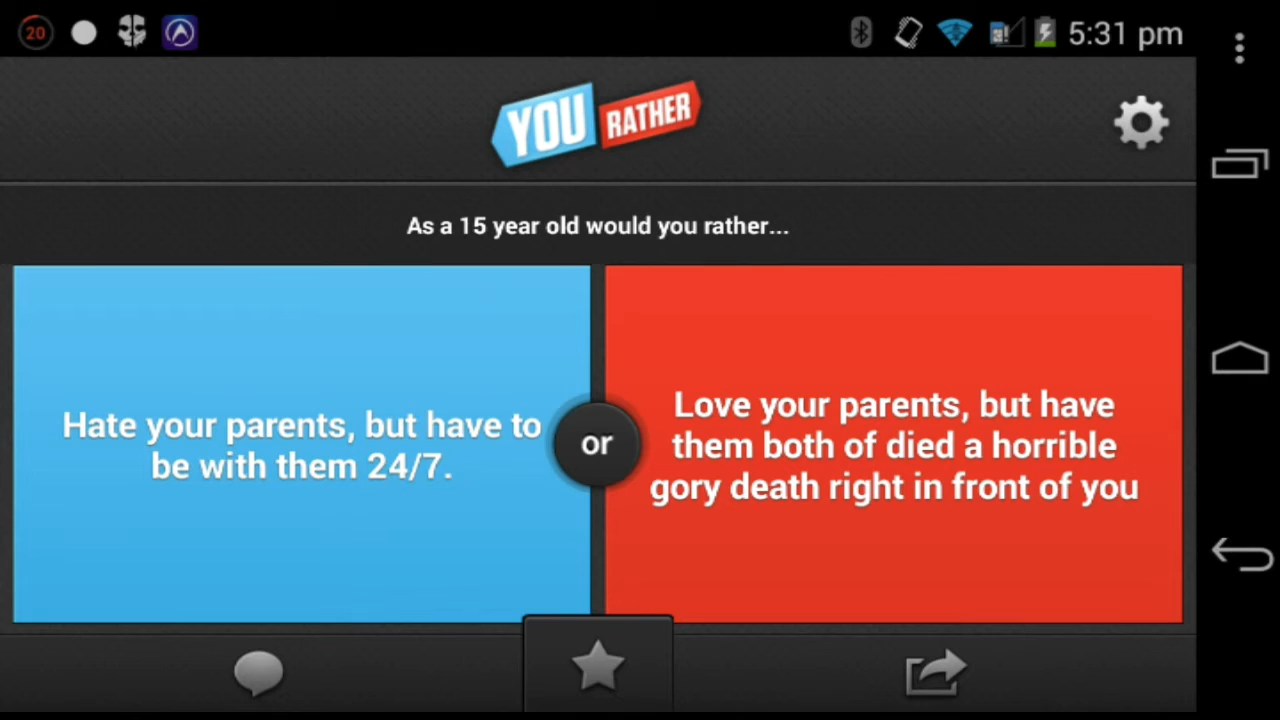 20
5:31 pm
YOU RATHER
As a 15 year old would you rather...
Hate your parents, but have to
be with them 24/7.
or
Love your parents, but have
them both of died a horrible
gory death right in front of you